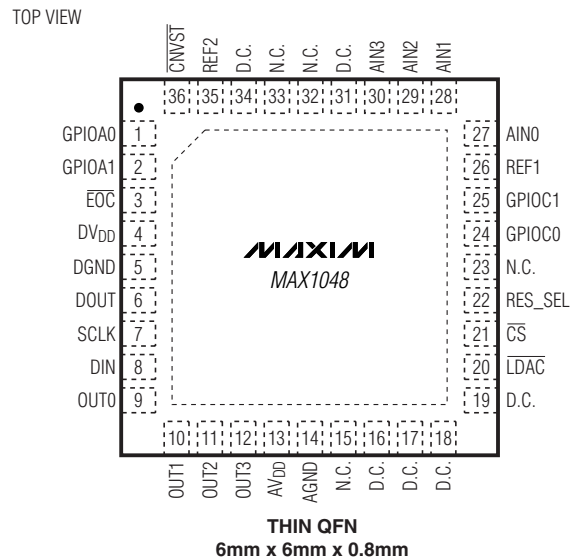 TOP VIEW
CNVST
REF2
D.C.
N.C.
N.C.
D.C.
AIN3
AIN2
AIN1
36 35 34 33 32 31 30 29 28
GPIOA0 1
GPIOA1 2
EOC 3
DVDD 4
DGND 5
DOUT 6
SCLK 7
DIN 8
OUT0 9
MAXIM
MAX1048
27 AIN0
26 REF1
25 GPIOC1
24 GPIOC0
23 N.C.
22 RES_SEL
21 CS
20 LDAC
19 D.C.
10 11 12 13 14 15 16 17 18
OUT1
OUT2
OUT3
AVDD
AGND
N.C.
D.C.
D.C.
D.C.
THIN QFN
6mm x 6mm x 0.8mm